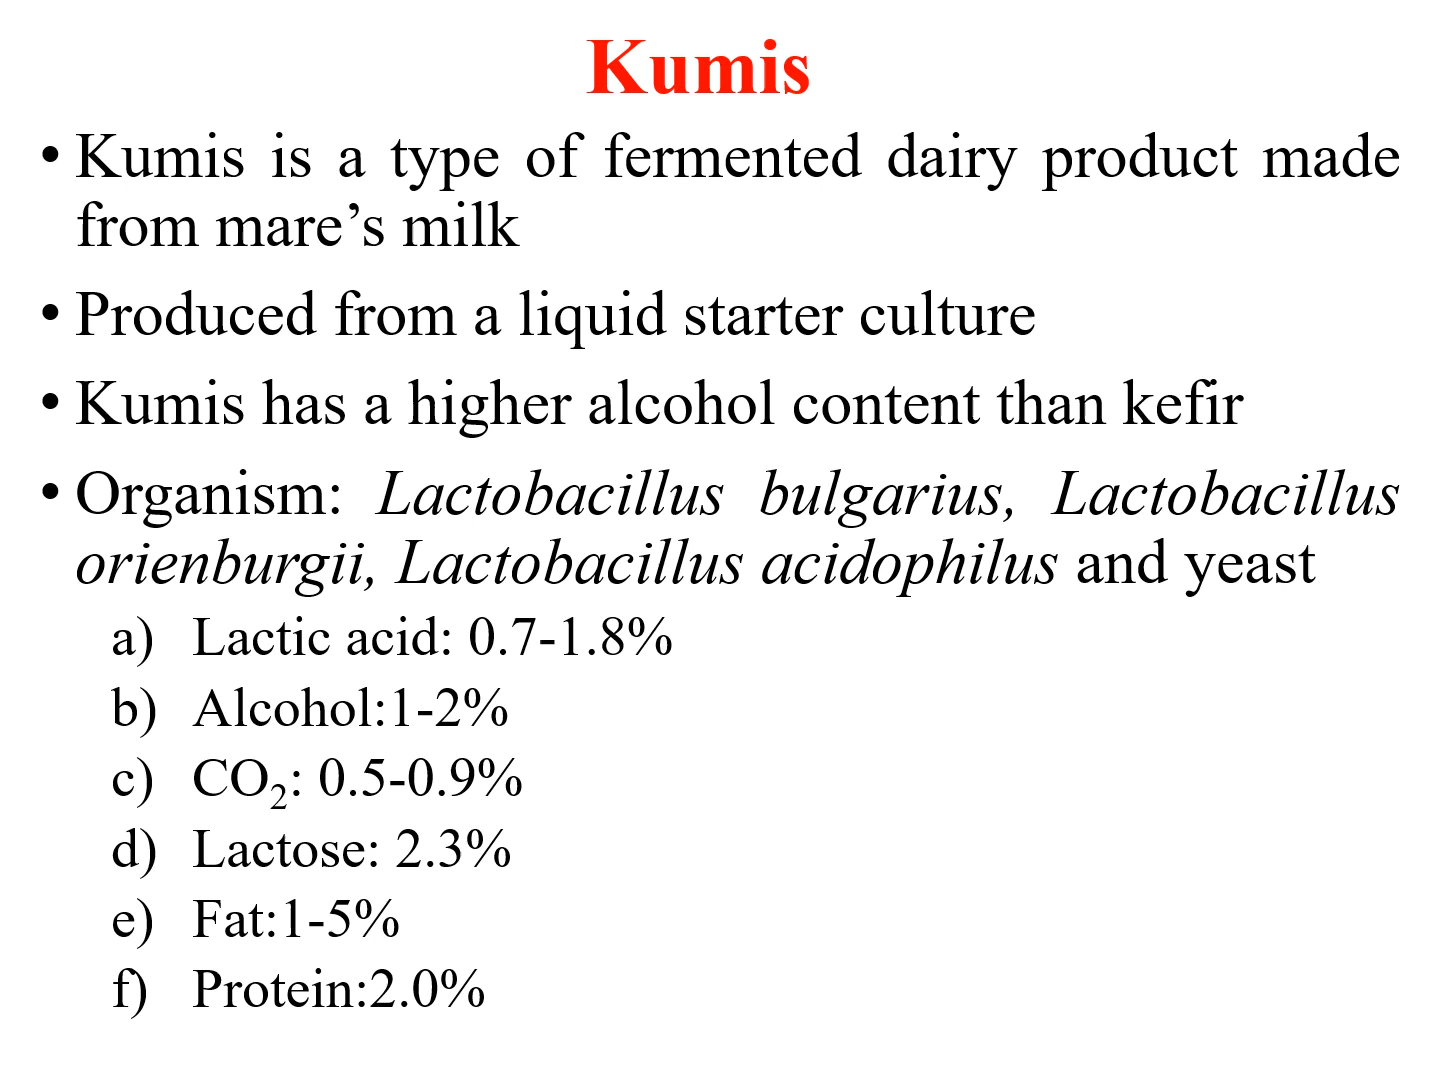 Kumis
• Kumis is a type of fermented dairy product made
from mare’s milk
• Produced from a liquid starter culture
• Kumis has a higher alcohol content than kefir
• Organism: Lactobacillus bulgarius, Lactobacillus
orienburgii, Lactobacillus acidophilus and yeast
a) Lactic acid: 0.7-1.8%
b) Alcohol:1-2%
c) CO₂: 0.5-0.9%
d) Lactose: 2.3%
e) Fat:1-5%
f) Protein:2.0%